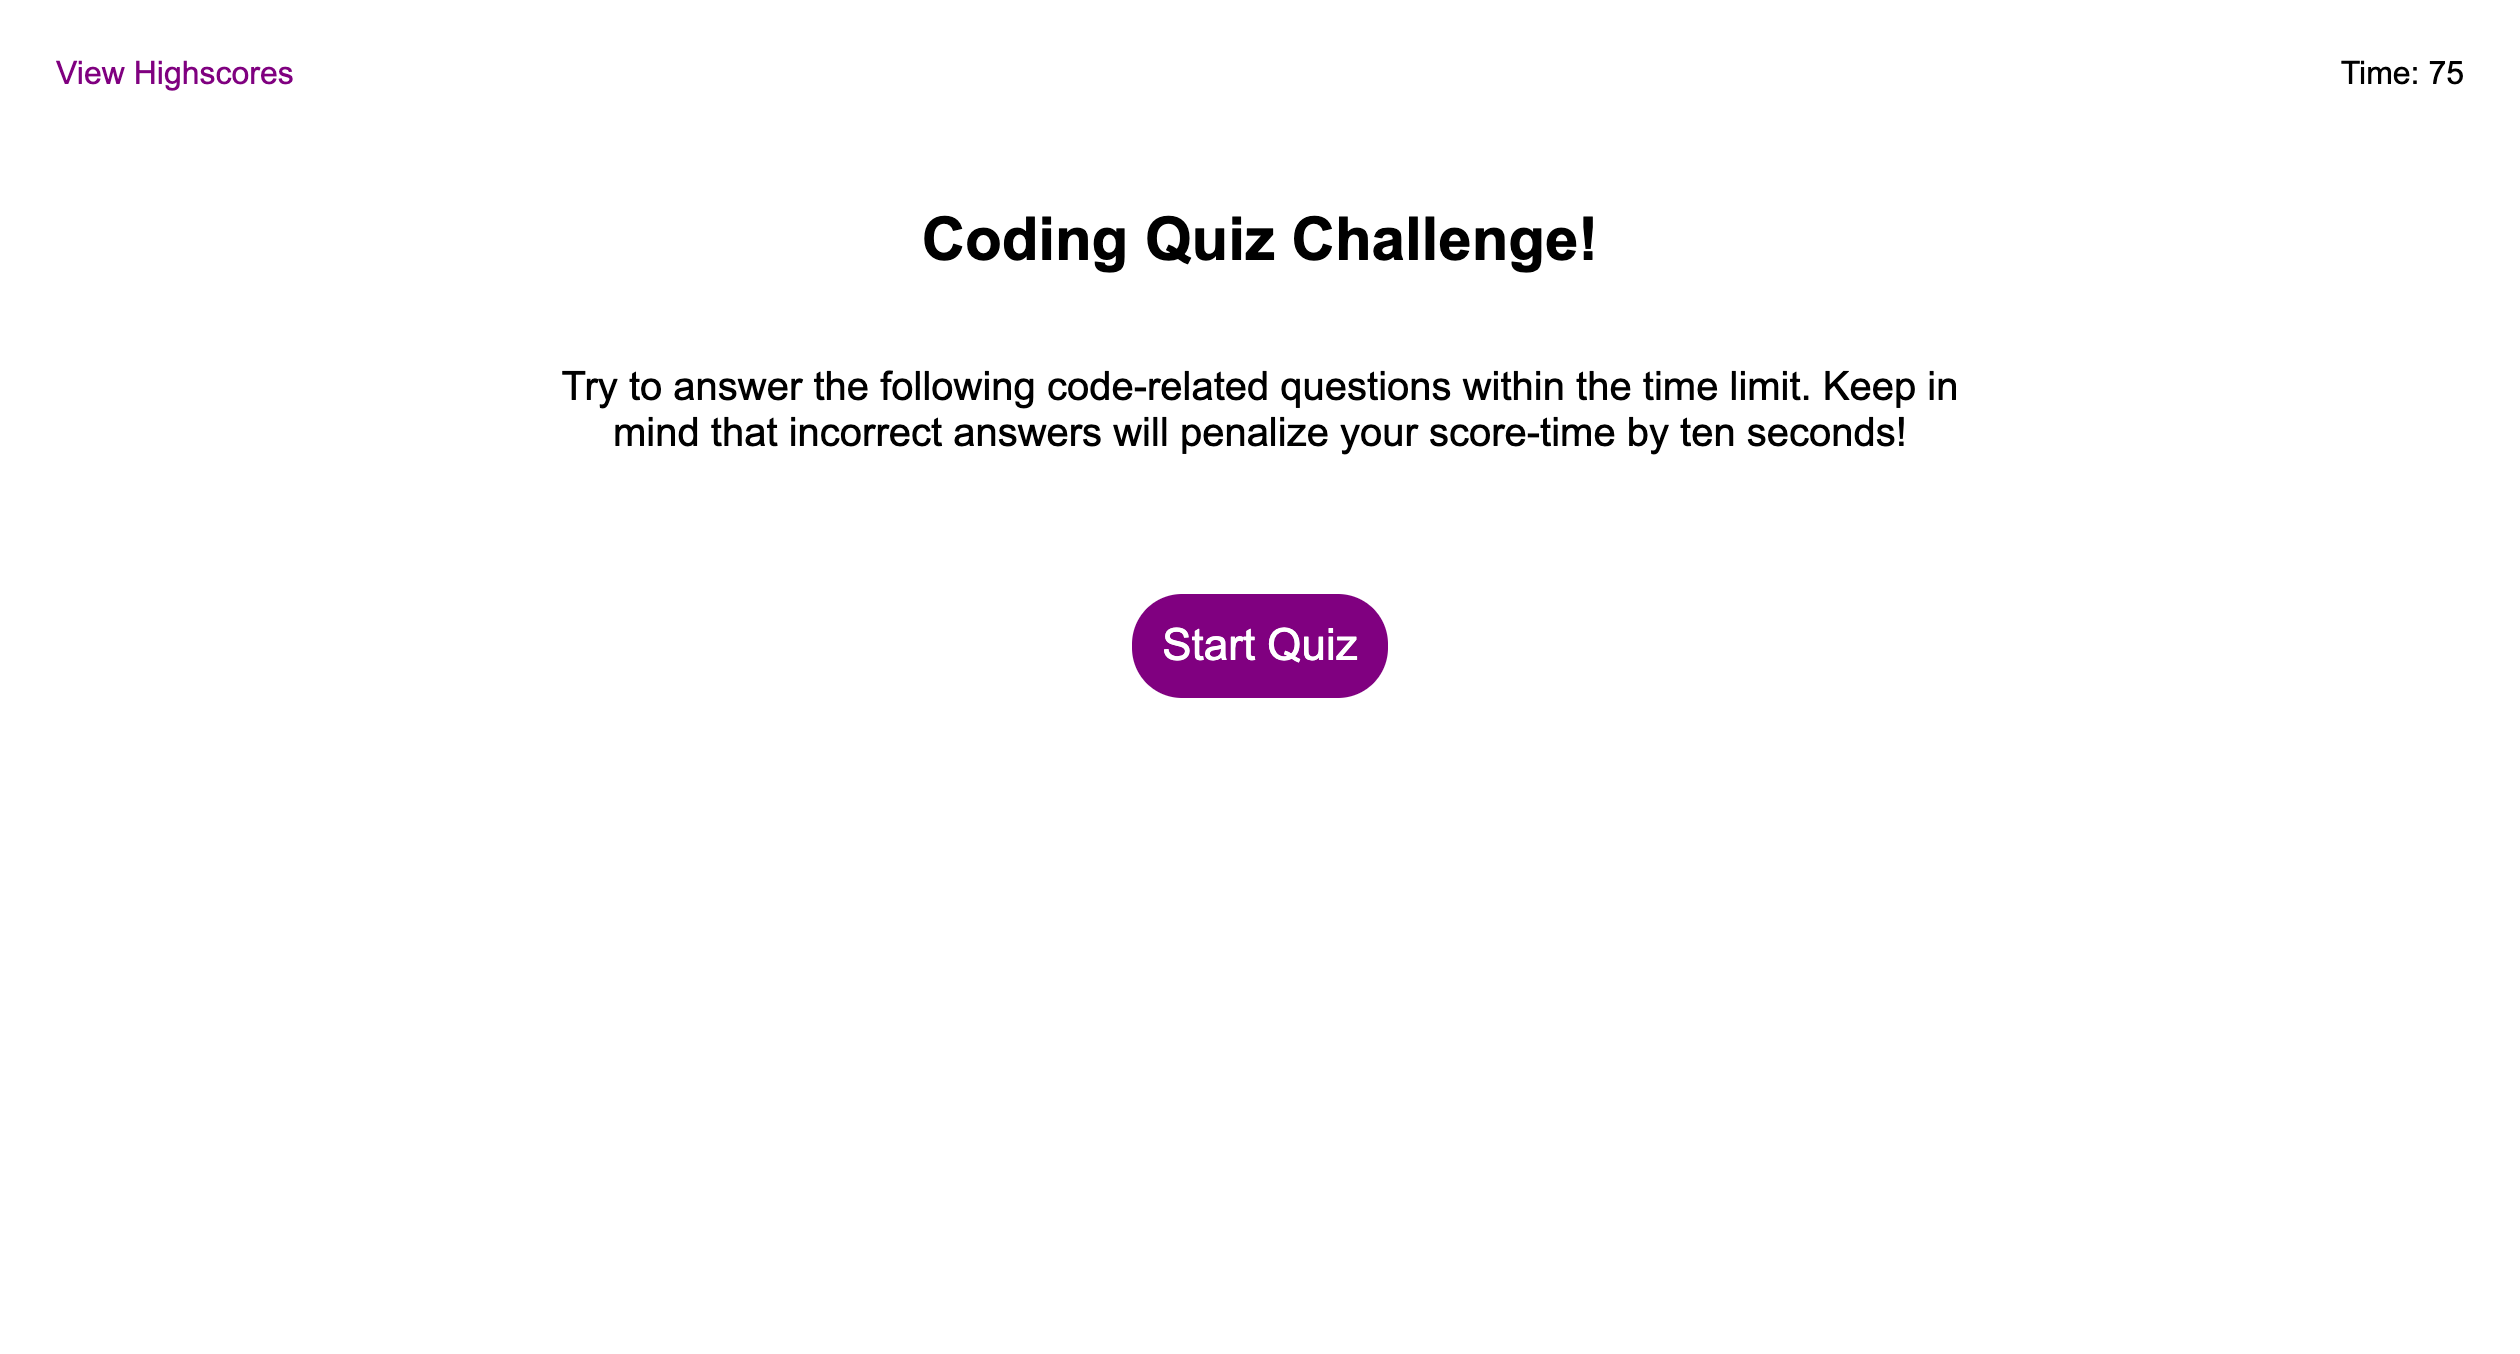 View Highscores
Time: 75
Coding Quiz Challenge!
Try to answer the following code-related questions within the time limit. Keep in
mind that incorrect answers will penalize your score-time by ten seconds!
Start Quiz